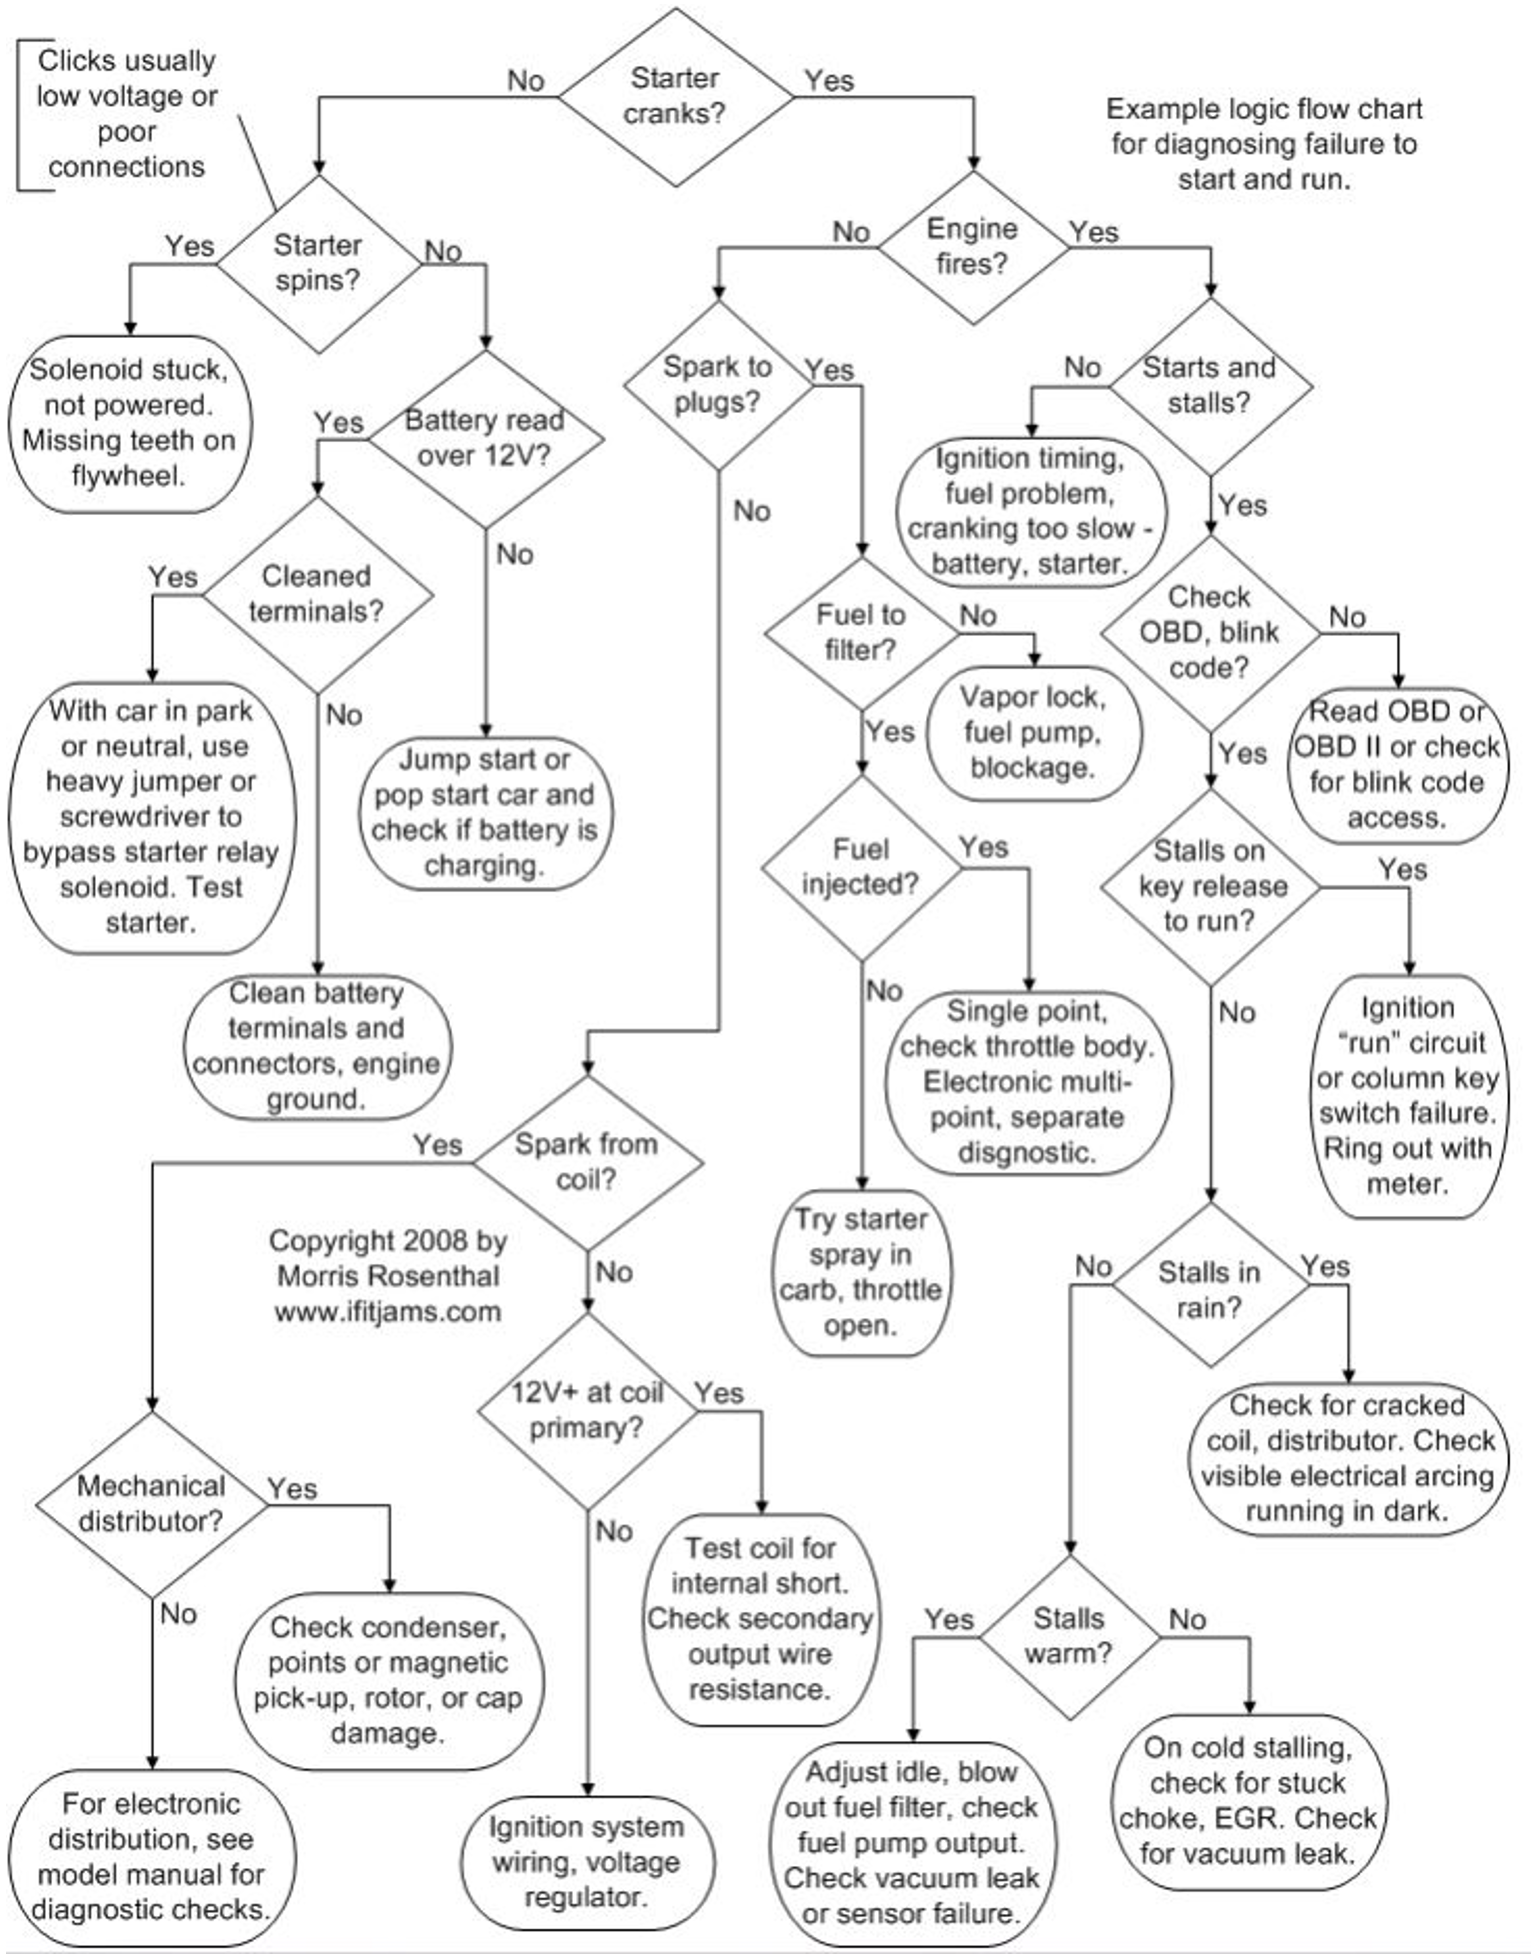 Clicks usually
low voltage or
poor
connections
No
Starter
cranks?
Yes
Example logic flow chart
for diagnosing failure to
start and run.
Yes
Starter
spins?
No
No
Engine
fires?
Yes
Solenoid stuck,
not powered.
Missing teeth on
flywheel.
Yes
Battery read
over 12V?
No
Spark to
plugs?
Yes
No
No
Starts and
stalls?
Yes
Ignition timing,
fuel problem,
cranking too slow -
battery, starter.
Yes
Cleaned
terminals?
No
Fuel to
filter?
No
Yes
Check
OBD, blink
code?
No
Yes
With car in park
or neutral, use
heavy jumper or
screwdriver to
bypass starter relay
solenoid. Test
starter.
Jump start or
pop start car and
check if battery is
charging.
Vapor lock,
fuel pump,
blockage.
Read OBD or
OBD II or check
for blink code
access.
Fuel
injected?
Yes
No
Stalls on
key release
to run?
Yes
No
Clean battery
terminals and
connectors, engine
ground.
Single point,
check throttle body.
Electronic multi-
point, separate
disgnostic.
Ignition
“run” circuit
or column key
switch failure.
Ring out with
meter.
Yes
Spark from
coil?
No
Copyright 2008 by
Morris Rosenthal
www.ifitjams.com
Try starter
spray in
carb, throttle
open.
No
Stalls in
rain?
Yes
12V+ at coil
primary?
Yes
No
Check for cracked
coil, distributor. Check
visible electrical arcing
running in dark.
Mechanical
distributor?
Yes
No
Test coil for
internal short.
Check secondary
output wire
resistance.
Check condenser,
points or magnetic
pick-up, rotor, or cap
damage.
Yes
Stalls
warm?
No
For electronic
distribution, see
model manual for
diagnostic checks.
Ignition system
wiring, voltage
regulator.
Adjust idle, blow
out fuel filter, check
fuel pump output.
Check vacuum leak
or sensor failure.
On cold stalling,
check for stuck
choke, EGR. Check
for vacuum leak.